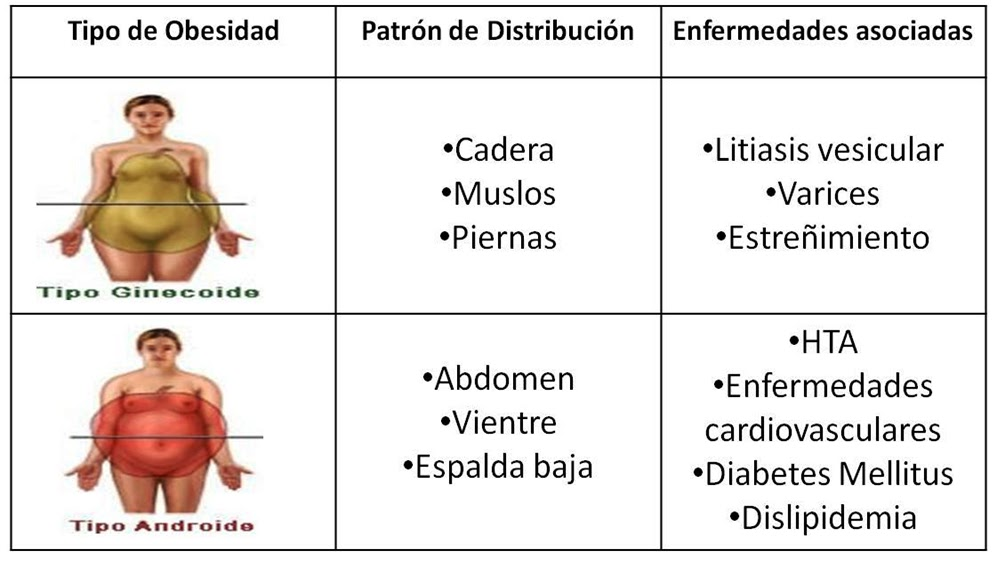 Tipo de Obesidad
Patrón de Distribución
Enfermedades asociadas
Tipo Ginecoide
•Cadera
•Muslos
•Piernas
•Litiasis vesicular
•Varices
•Estreñimiento
Tipo Androide
•Abdomen
•Vientre
•Espalda baja
•HTA
•Enfermedades
cardiovasculares
•Diabetes Mellitus
•Dislipidemia